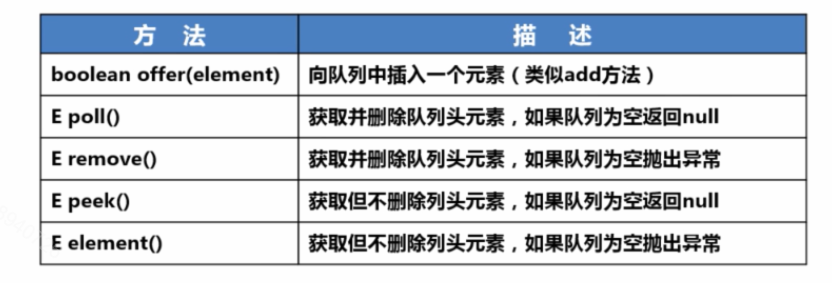 方 法 描 述
boolean offer(element) 向队列中插入一个元素（类似add方法）
E poll() 获取并删除队列头元素，如果队列为空返回null
E remove() 获取并删除队列头元素，如果队列为空抛出异常
E peek() 获取但不删除列头元素，如果队列为空返回null
E element() 获取但不删除列头元素，如果队列为空抛出异常